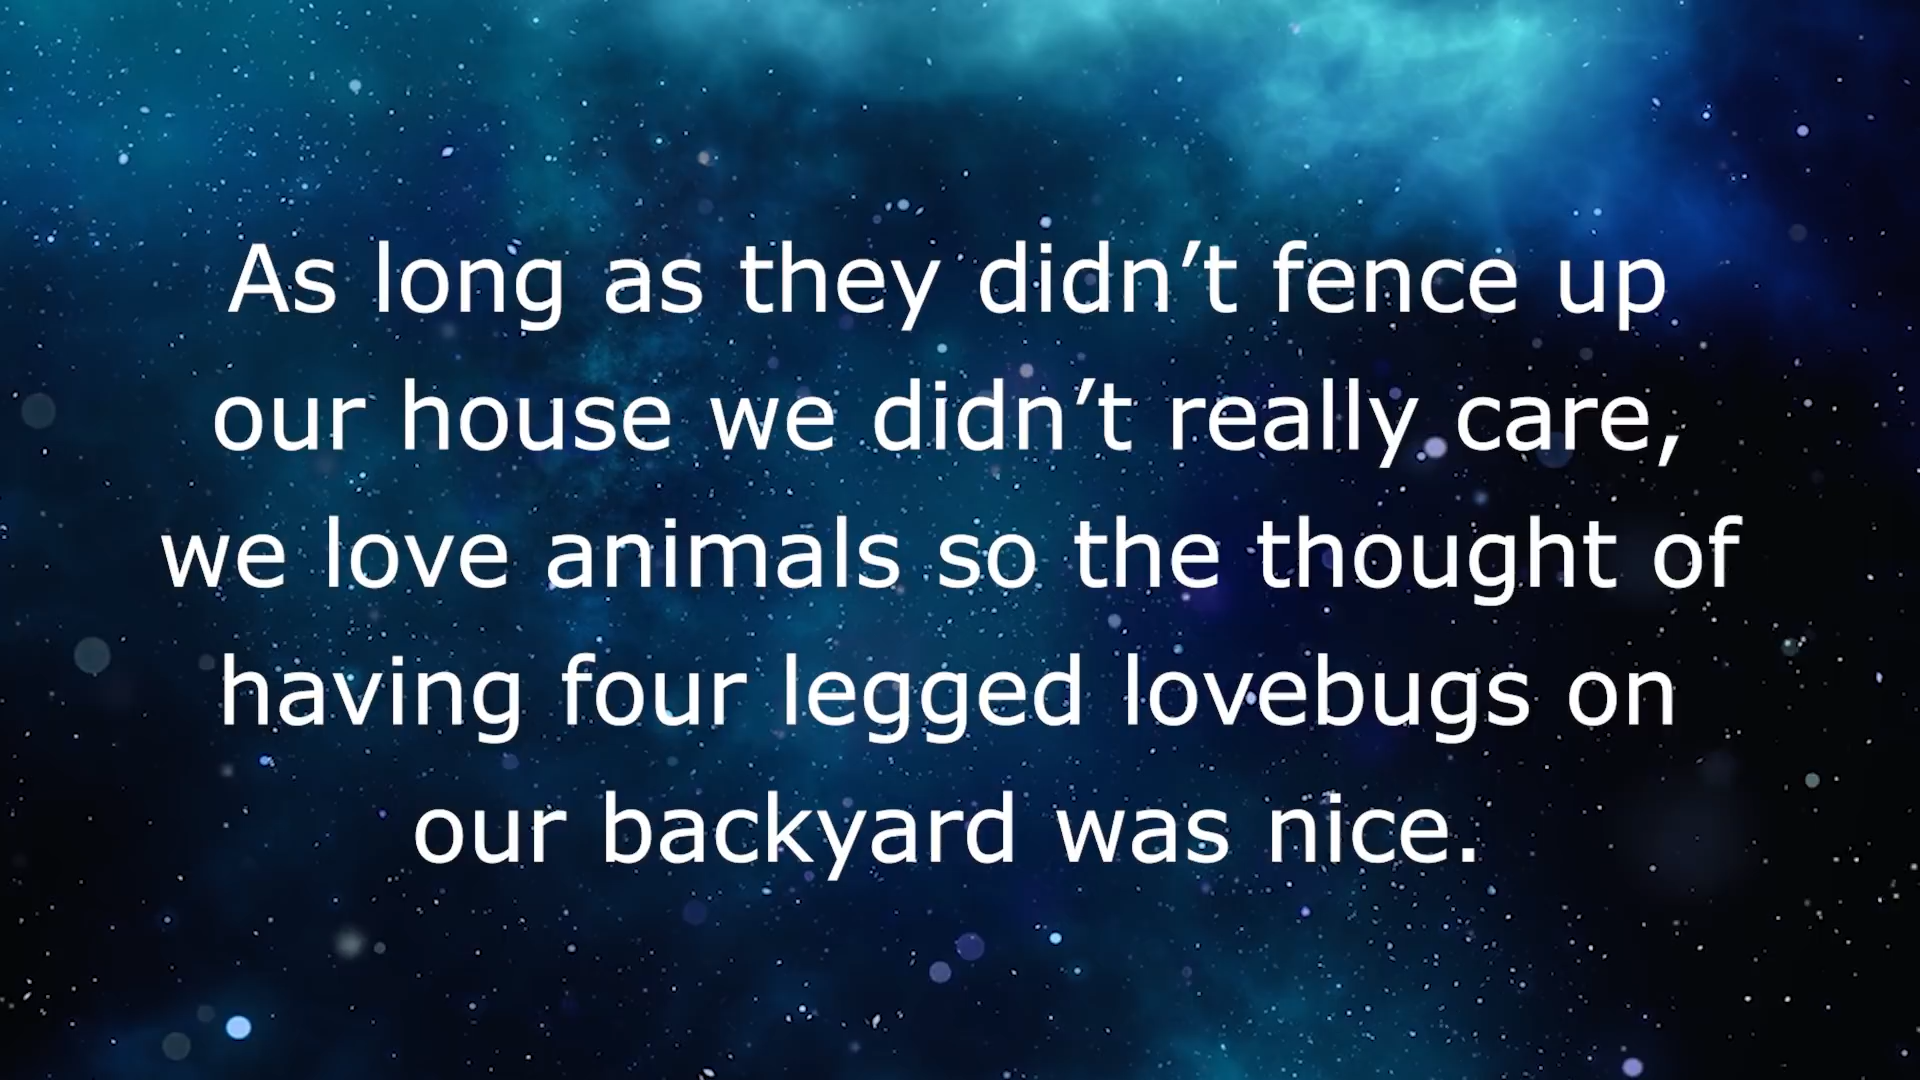 As long as they didn’t fence up
our house we didn’t really care,
we love animals so the thought of
having four legged lovebugs on
our backyard was nice.